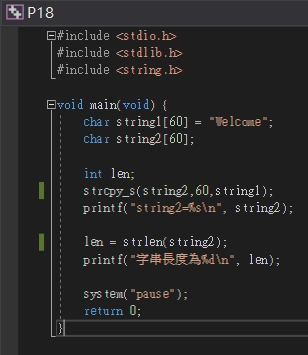 P18
#include <stdio.h>
#include <stdlib.h>
#include <string.h>
void main(void) {
char string1[60] = "Welcome";
char string2[60];
int len;
strcpy_s(string2,60,string1);
printf("string2=%s\n", string2);
len = strlen(string2);
printf("字串長度為%d\n", len);
system("pause");
return 0;
}